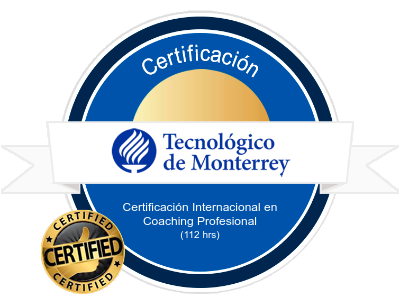 Certificación
Tecnológico
de Monterrey
Certificación Internacional en
Coaching Profesional
(112 hrs)
CERTIFIED
CERTIFIED
CERTIFIED